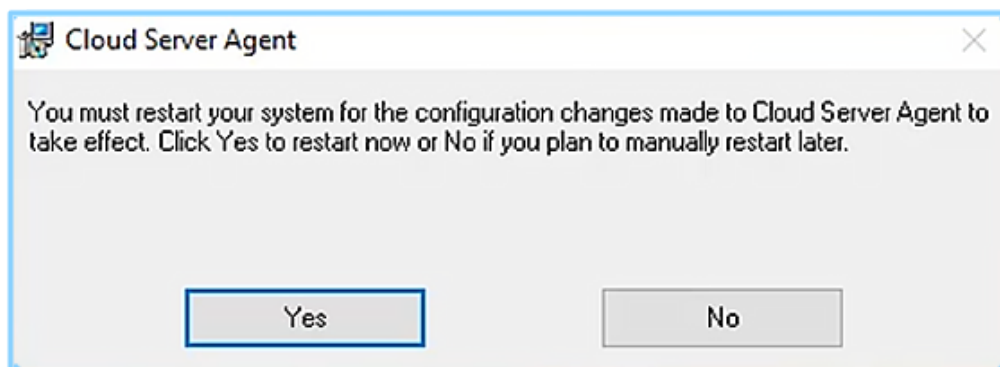 Cloud Server Agent
You must restart your system for the configuration changes made to Cloud Server Agent to
take effect. Click Yes to restart now or No if you plan to manually restart later.
Yes
No